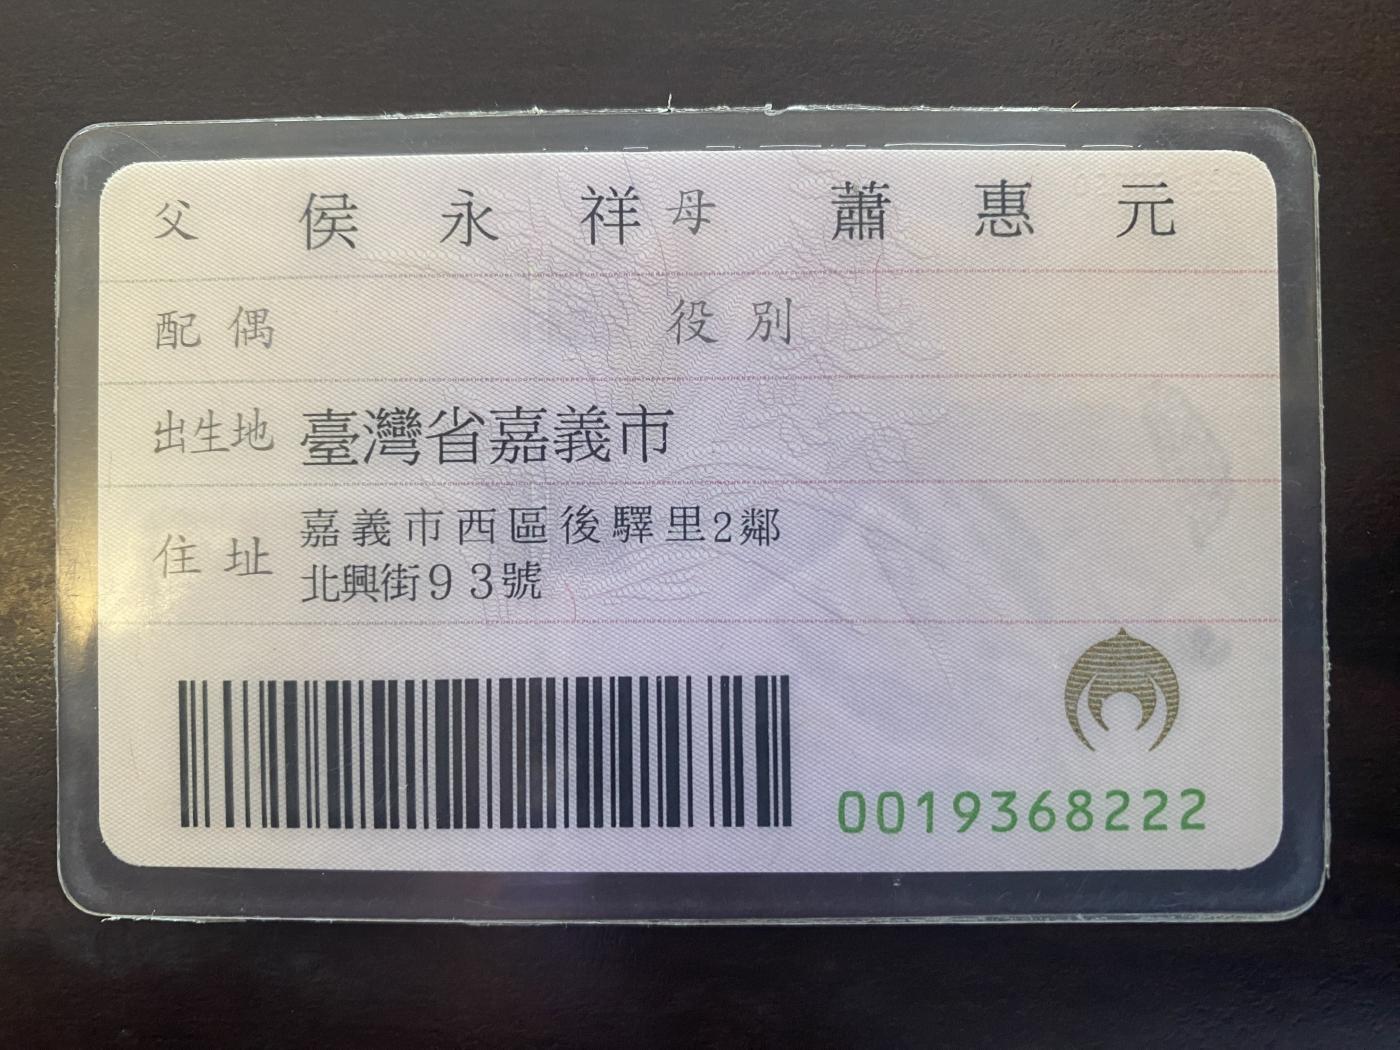 父 侯永祥 母 蕭惠元
配偶 役別
出生地 臺灣省嘉義市
住址 嘉義市西區後驛里2鄰
北興街93號
0019368222